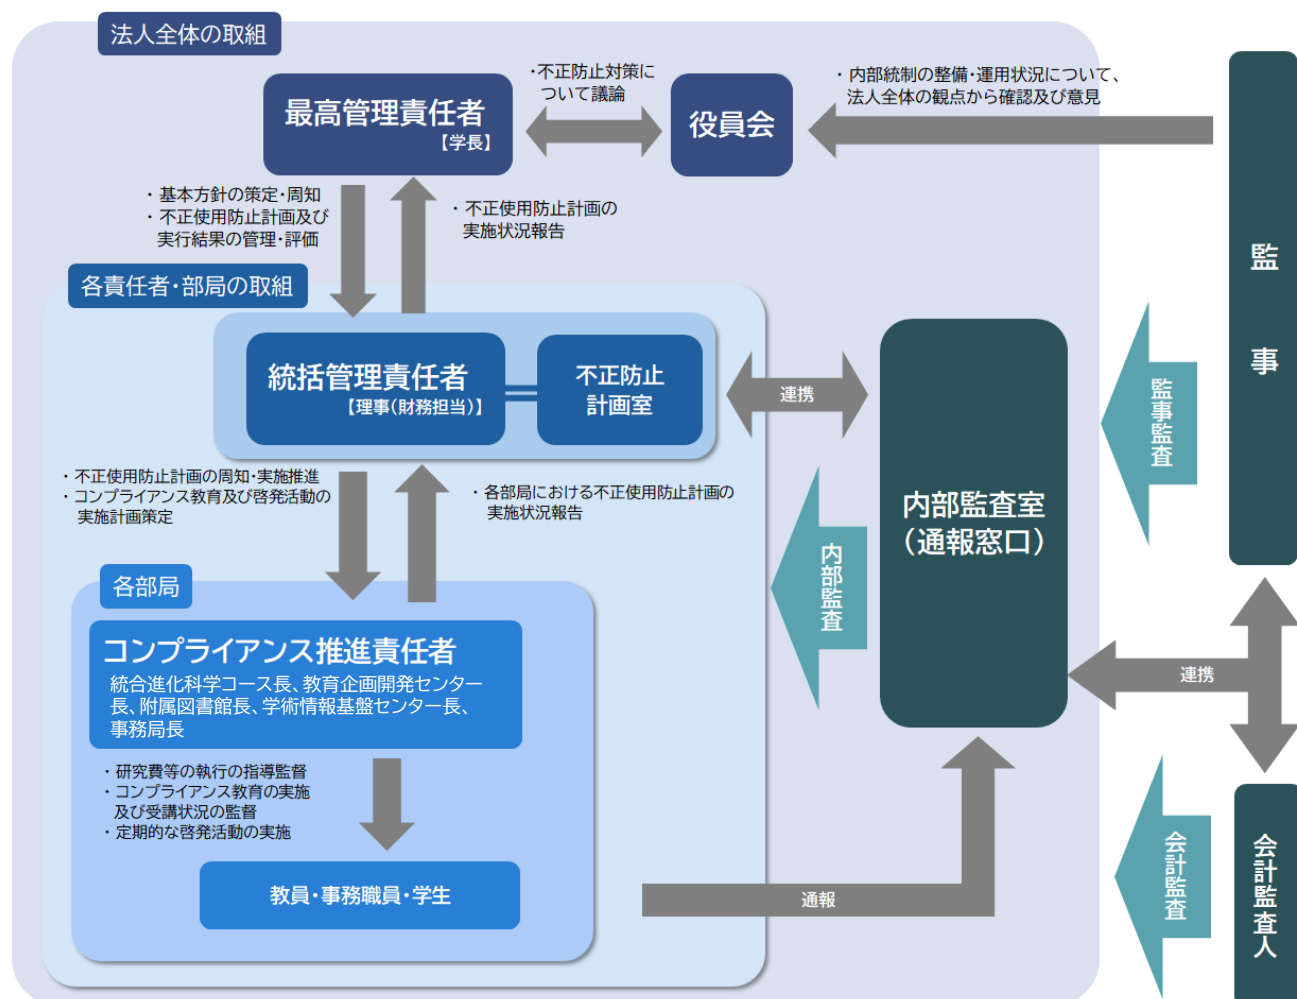 法人全体の取組
最高管理責任者
【学長】
・不正防止対策に
ついて議論
役員会
・内部統制の整備・運用状況について、
法人全体の観点から確認及び意見
監事
・基本方針の策定・周知
・不正使用防止計画及び
実行結果の管理・評価
・不正使用防止計画の
実施状況報告
各責任者・部局の取組
統括管理責任者
【理事(財務担当)】
不正防止
計画室
連携
内部監査室
(通報窓口)
監事監査
・不正使用防止計画の周知・実施推進
・コンプライアンス教育及び啓発活動の
実施計画策定
・各部局における不正使用防止計画の
実施状況報告
内部監査
各部局
コンプライアンス推進責任者
統合進化科学コース長、教育企画開発センター
長、附属図書館長、学術情報基盤センター長、
事務局長
連携
・研究費等の執行の指導監督
・コンプライアンス教育の実施
及び受講状況の監督
・定期的な啓発活動の実施
教員・事務職員・学生
通報
会計監査
会計監査人